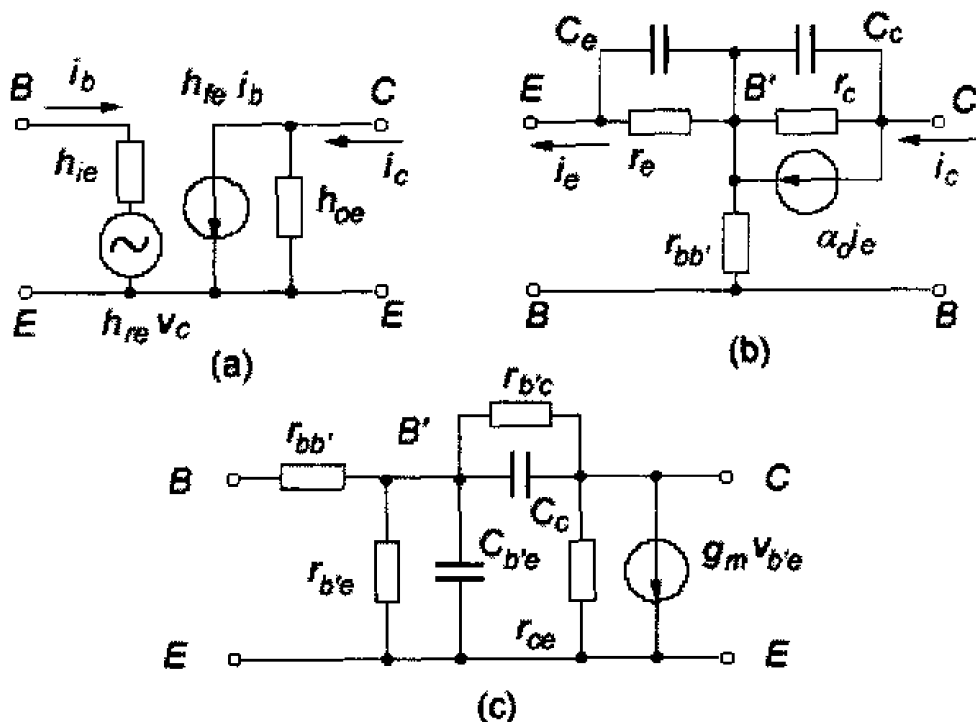 B i_b h_fe i_b C
h_ie h_oe i_c
E h_re v_c E
(a)
C_e C_c
E B' r_c C
i_e r_e i_c
r_bb' α_o i_e
B B
(b)
r_b'c
r_bb' B'
B C_c C
r_b'e C_b'e r_ce g_m v_b'e
E E
(c)